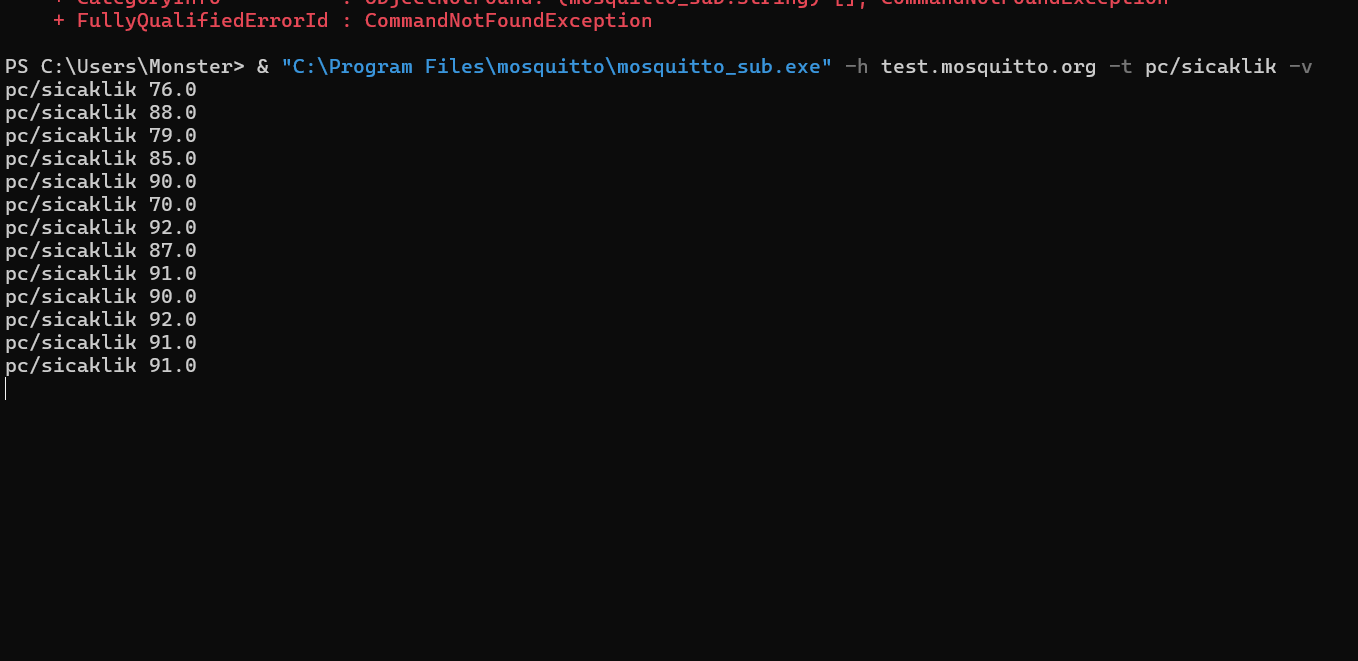 + CategoryInfo : ObjectNotFound: (mosquitto_sub:String) [], CommandNotFoundException
+ FullyQualifiedErrorId : CommandNotFoundException
PS C:\Users\Monster> & "C:\Program Files\mosquitto\mosquitto_sub.exe" -h test.mosquitto.org -t pc/sicaklik -v
pc/sicaklik 76.0
pc/sicaklik 88.0
pc/sicaklik 79.0
pc/sicaklik 85.0
pc/sicaklik 90.0
pc/sicaklik 70.0
pc/sicaklik 92.0
pc/sicaklik 87.0
pc/sicaklik 91.0
pc/sicaklik 90.0
pc/sicaklik 92.0
pc/sicaklik 91.0
pc/sicaklik 91.0